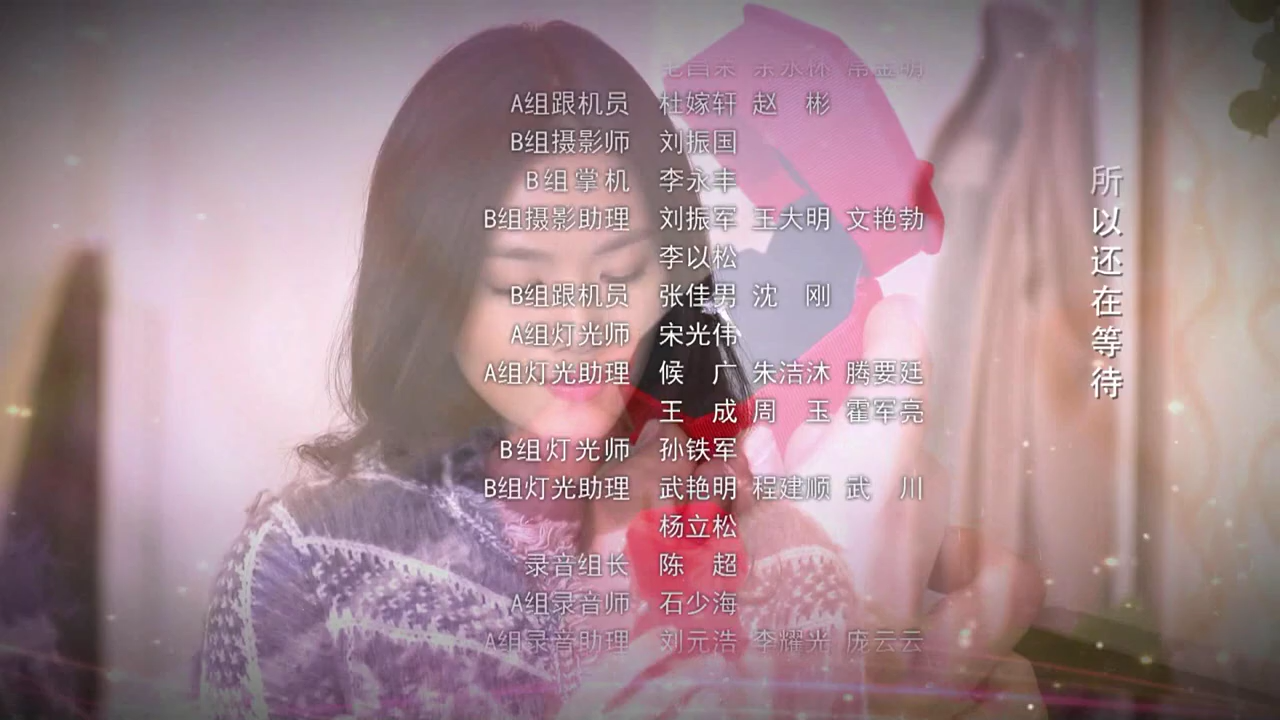 A组跟机员 杜嫁轩 赵 彬
B组摄影师 刘振国
B组掌机 李永丰
B组摄影助理 刘振军 王大明 文艳勃
李以松
B组跟机员 张佳男 沈 刚
A组灯光师 宋光伟
A组灯光助理 候 广 朱洁沐 腾要廷
王 成 周 玉 霍军亮
B组灯光师 孙铁军
B组灯光助理 武艳明 程建顺 武 川
杨立松
录音组长 陈 超
A组录音师 石少海
A组录音助理 刘元浩 李耀光 庞云云
所以还在等待